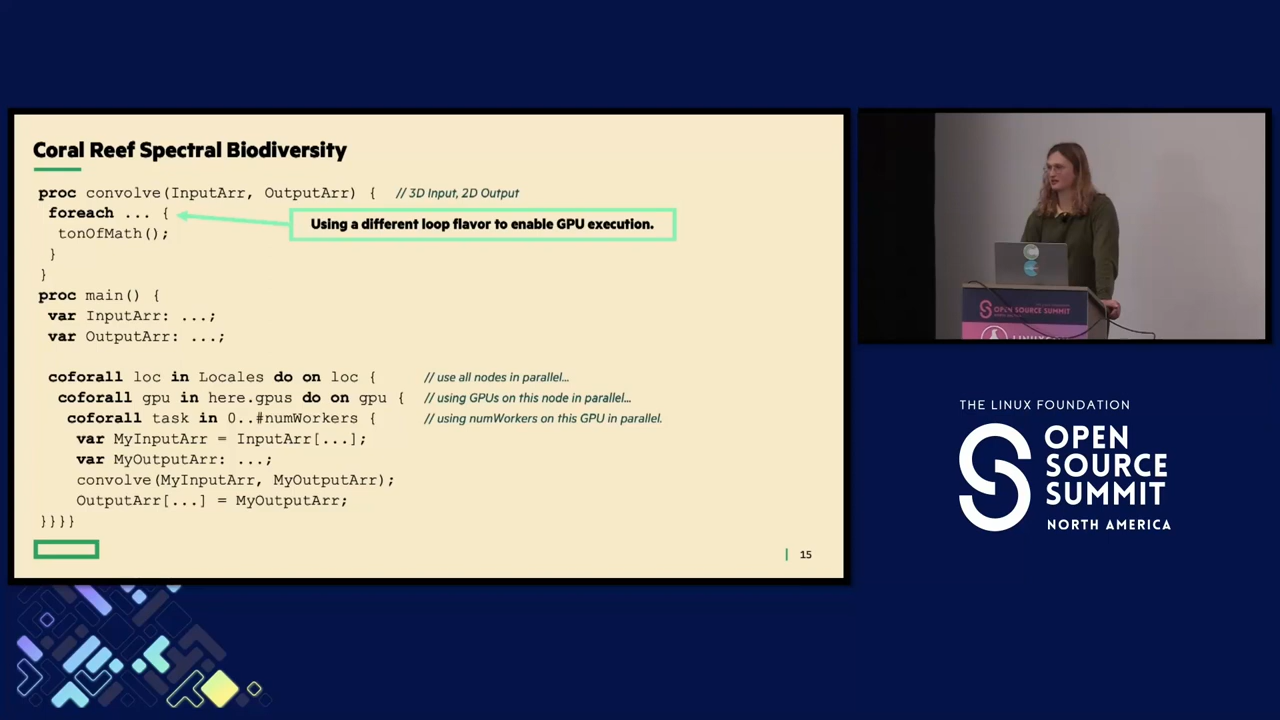 Coral Reef Spectral Biodiversity
proc convolve(InputArr, OutputArr) { // 3D Input, 2D Output
foreach ... {
Using a different loop flavor to enable GPU execution.
tonOfMath();
}
}
proc main() {
var InputArr: ...;
var OutputArr: ...;
coforall loc in Locales do on loc { // use all nodes in parallel...
coforall gpu in here.gpus do on gpu { // using GPUs on this node in parallel...
coforall task in 0..#numWorkers { // using numWorkers on this GPU in parallel.
var MyInputArr = InputArr[...];
var MyOutputArr: ...;
convolve(MyInputArr, MyOutputArr);
OutputArr[...] = MyOutputArr;
}}}}
15
OPEN SOURCE SUMMIT
THE LINUX FOUNDATION
OPEN
SOURCE
SUMMIT
NORTH AMERICA